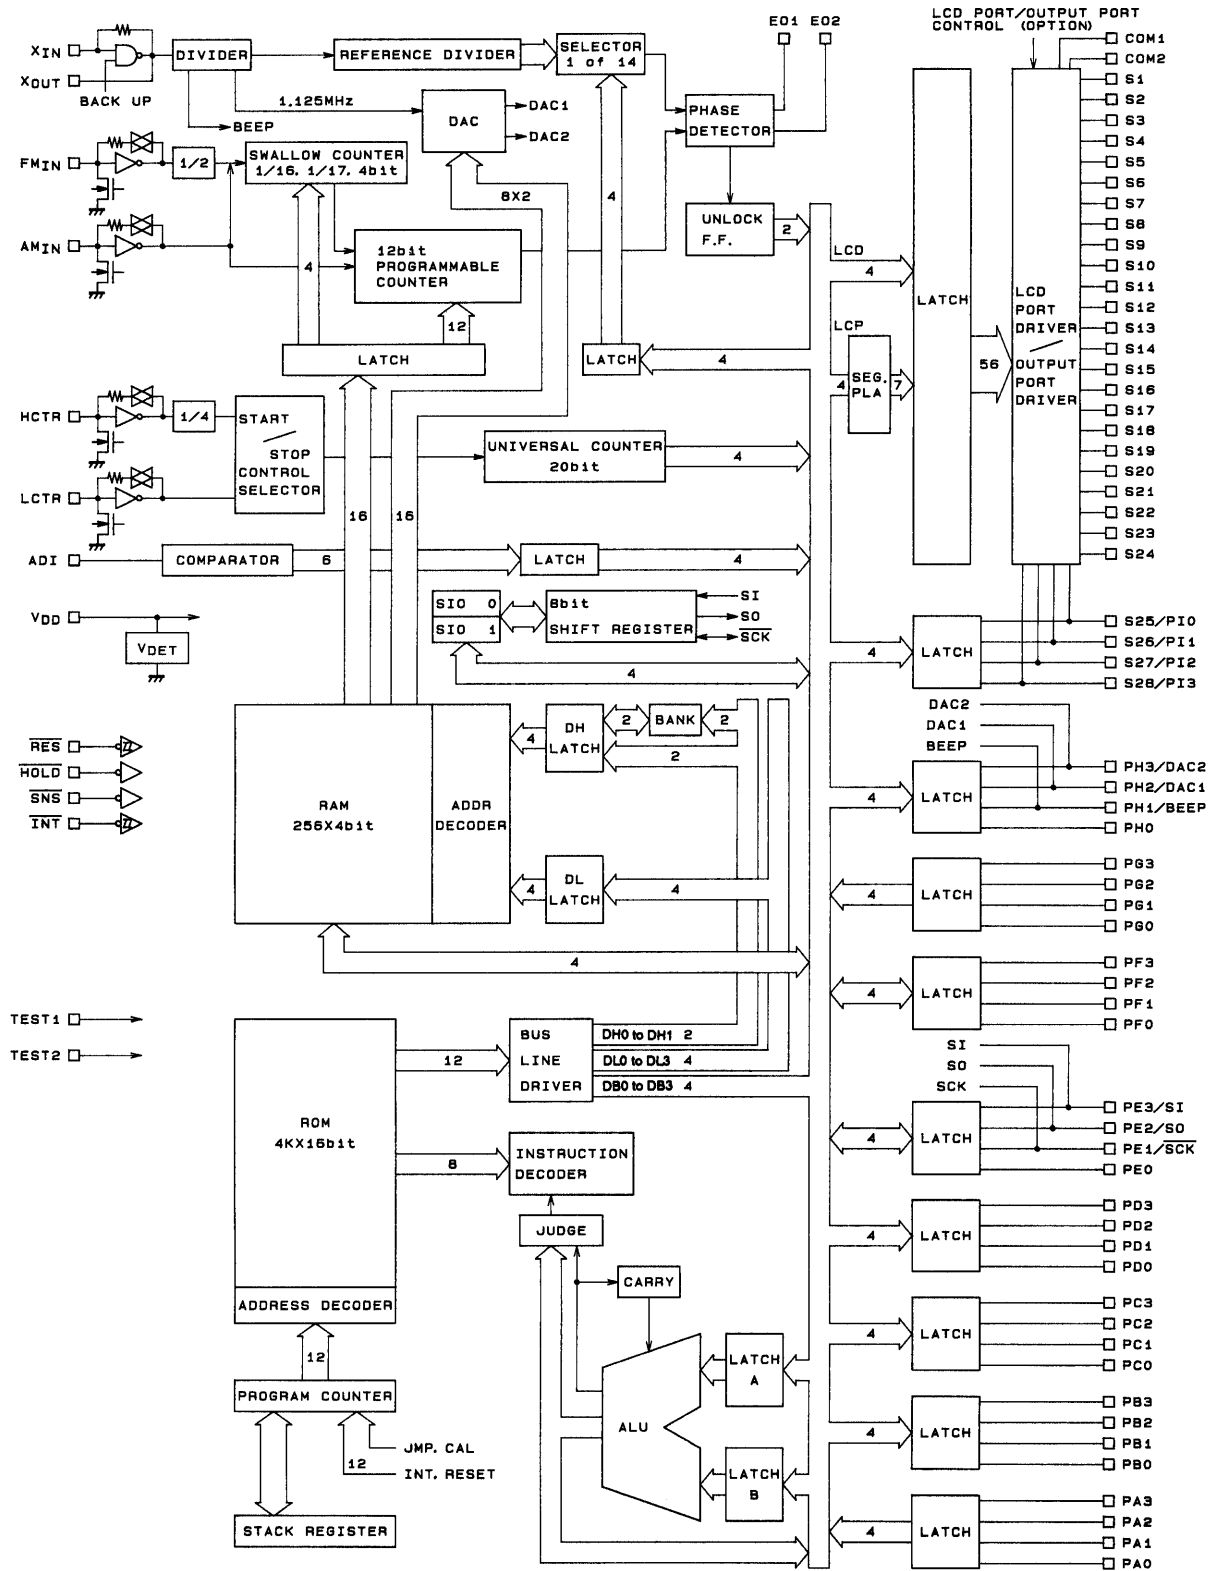 LCD PORT/OUTPUT PORT
CONTROL (OPTION)
EO1 EO2
XIN
XOUT
BACK UP
DIVIDER
REFERENCE DIVIDER
SELECTOR
1 of 14
1.125MHz
BEEP
DAC
DAC1
DAC2
PHASE
DETECTOR
FMIN
1/2
SWALLOW COUNTER
1/16. 1/17. 4bit
8X2
4
UNLOCK
F.F.
2
AMIN
4
12bit
PROGRAMMABLE
COUNTER
12
LATCH
LATCH
4
LCD
4
LCP
4
SEG.
PLA
7
LATCH
56
LCD
PORT
DRIVER
OUTPUT
PORT
DRIVER
COM1
COM2
S1
S2
S3
S4
S5
S6
S7
S8
S9
S10
S11
S12
S13
S14
S15
S16
S17
S18
S19
S20
S21
S22
S23
S24
HCTR
1/4
START
STOP
CONTROL
SELECTOR
LCTR
UNIVERSAL COUNTER
20bit
4
16
16
ADI
COMPARATOR
6
LATCH
4
VDD
VDET
SIO 0
SIO 1
8bit
SHIFT REGISTER
SI
SO
SCK
4
4
LATCH
S25/PI0
S26/PI1
S27/PI2
S28/PI3
RES
HOLD
SNS
INT
RAM
256X4bit
ADDR
DECODER
4
DH
LATCH
2
BANK
2
2
4
DL
LATCH
4
4
DAC2
DAC1
BEEP
4
LATCH
PH3/DAC2
PH2/DAC1
PH1/BEEP
PH0
4
LATCH
PG3
PG2
PG1
PG0
4
LATCH
PF3
PF2
PF1
PF0
TEST1
TEST2
ROM
4KX16bit
12
BUS
LINE
DRIVER
DH0 to DH1 2
DL0 to DL3 4
DB0 to DB3 4
8
INSTRUCTION
DECODER
JUDGE
CARRY
SI
SO
SCK
4
LATCH
PE3/SI
PE2/SO
PE1/SCK
PE0
4
LATCH
PD3
PD2
PD1
PD0
ADDRESS DECODER
12
PROGRAM COUNTER
JMP. CAL
12
INT. RESET
STACK REGISTER
ALU
LATCH
A
LATCH
B
4
LATCH
PC3
PC2
PC1
PC0
4
LATCH
PB3
PB2
PB1
PB0
4
LATCH
PA3
PA2
PA1
PA0